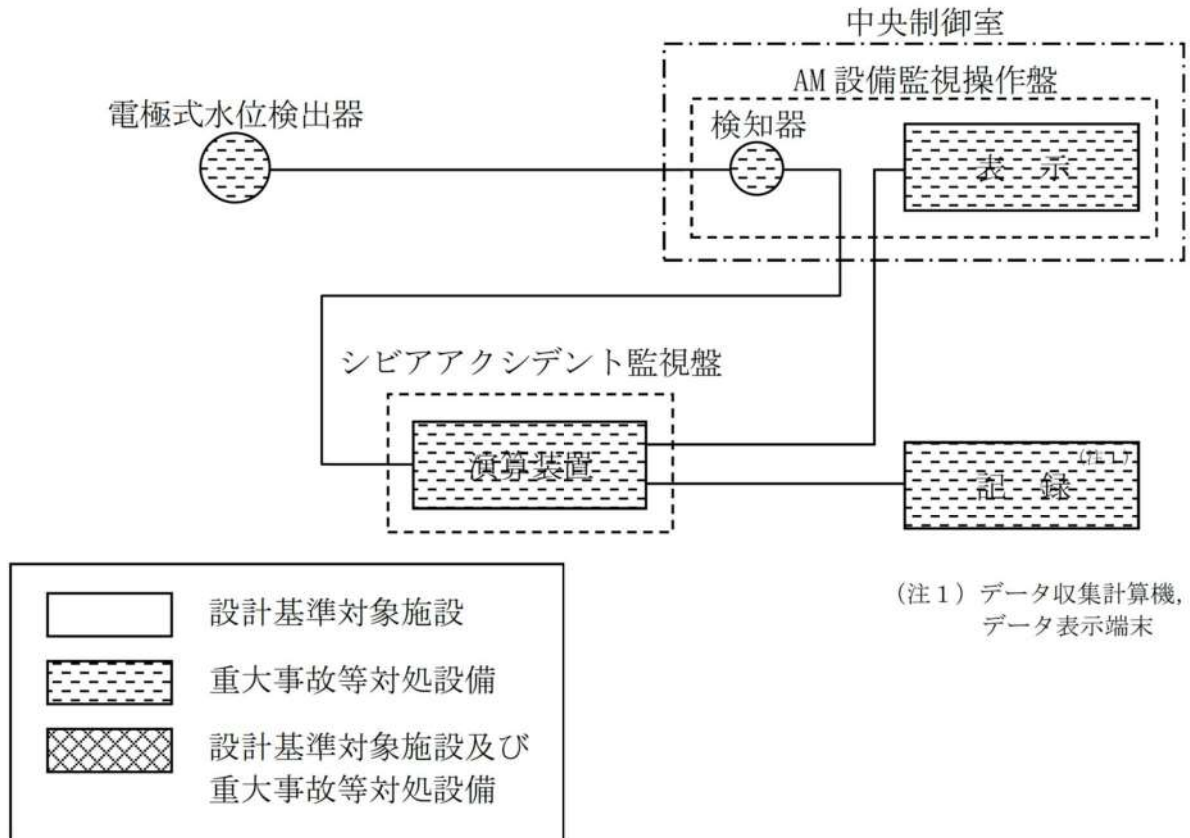 中央制御室
AM 設備監視操作盤
電極式水位検出器
検知器
表 示
シビアアクシデント監視盤
演算装置
記 録 (注1)
(注1) データ収集計算機,
データ表示端末
設計基準対象施設
重大事故等対処設備
設計基準対象施設及び
重大事故等対処設備